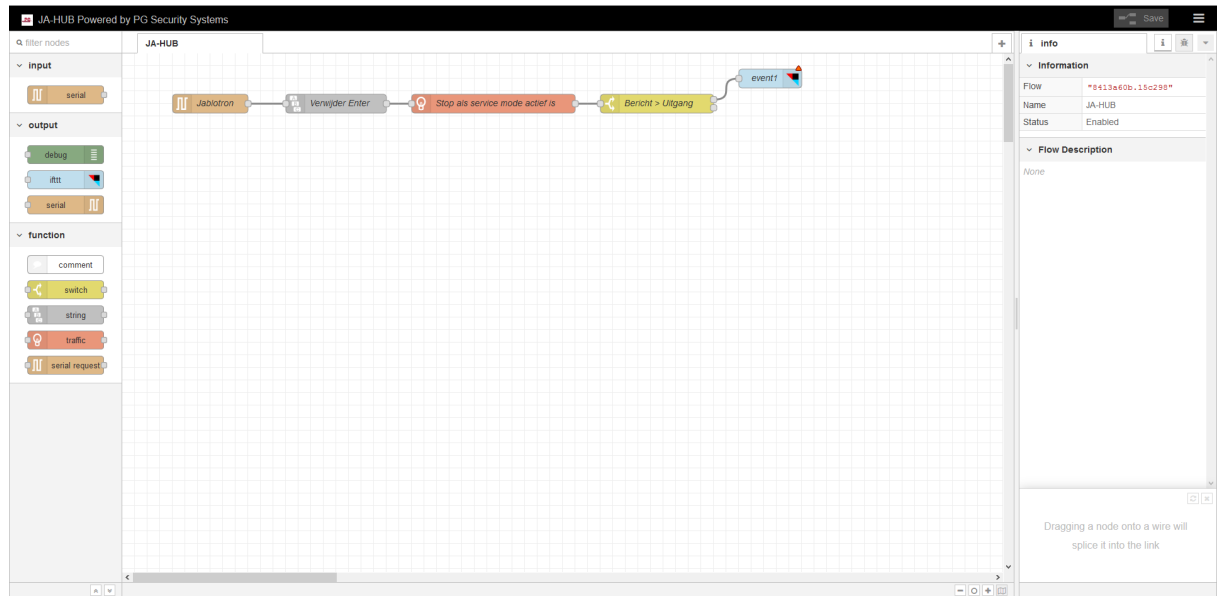 JA-HUB Powered by PG Security Systems
Save
filter nodes
JA-HUB
info
input
serial
output
debug
ifttt
serial
function
comment
switch
string
traffic
serial request
Jablotron
Verwijder Enter
Stop als service mode actief is
Bericht > Uitgang
event1
Information
Flow "8413a60b.15c298"
Name JA-HUB
Status Enabled
Flow Description
None
Dragging a node onto a wire will
splice it into the link